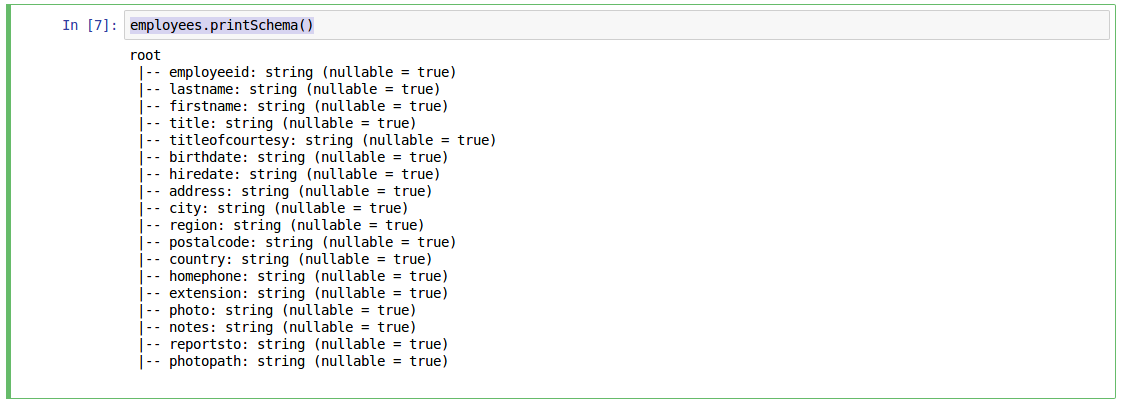 In [7]: employees.printSchema()
root
 |-- employeeid: string (nullable = true)
 |-- lastname: string (nullable = true)
 |-- firstname: string (nullable = true)
 |-- title: string (nullable = true)
 |-- titleofcourtesy: string (nullable = true)
 |-- birthdate: string (nullable = true)
 |-- hiredate: string (nullable = true)
 |-- address: string (nullable = true)
 |-- city: string (nullable = true)
 |-- region: string (nullable = true)
 |-- postalcode: string (nullable = true)
 |-- country: string (nullable = true)
 |-- homephone: string (nullable = true)
 |-- extension: string (nullable = true)
 |-- photo: string (nullable = true)
 |-- notes: string (nullable = true)
 |-- reportsto: string (nullable = true)
 |-- photopath: string (nullable = true)